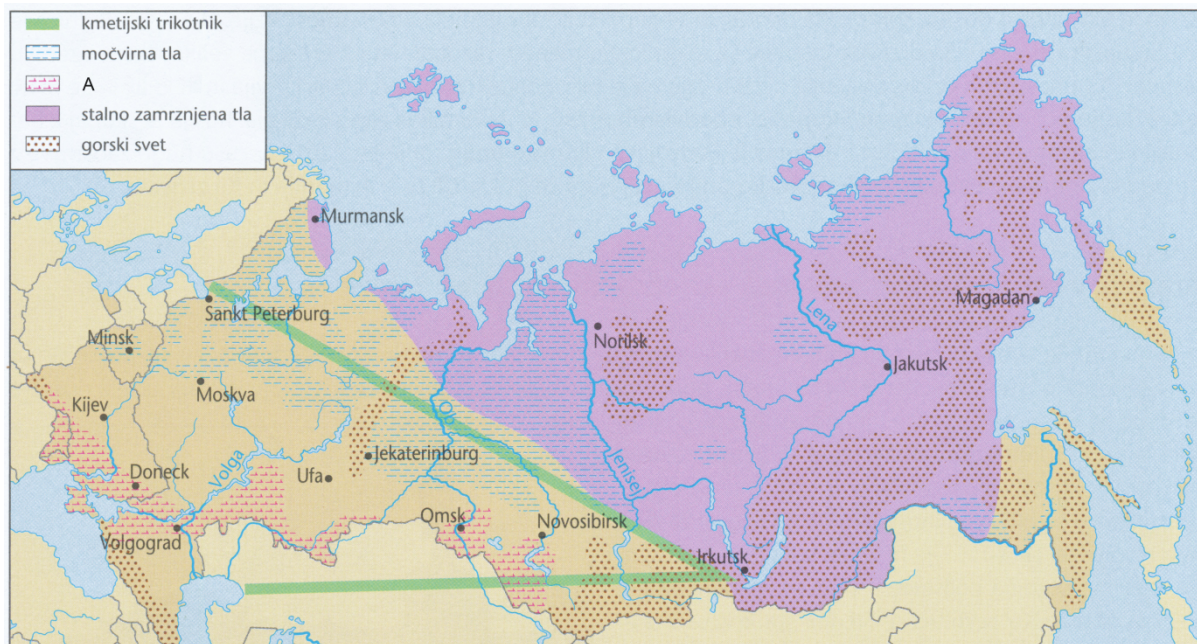 kmetijski trikotnik
močvirna tla
A
stalno zamrznjena tla
gorski svet
Murmansk
Sankt Peterburg
Minsk
Moskva
Kijev
Doneck
Volga
Volgograd
Ufa
Jekaterinburg
Ob
Omsk
Novosibirsk
Jenisej
Norilsk
Irkutsk
Lena
Jakutsk
Magadan